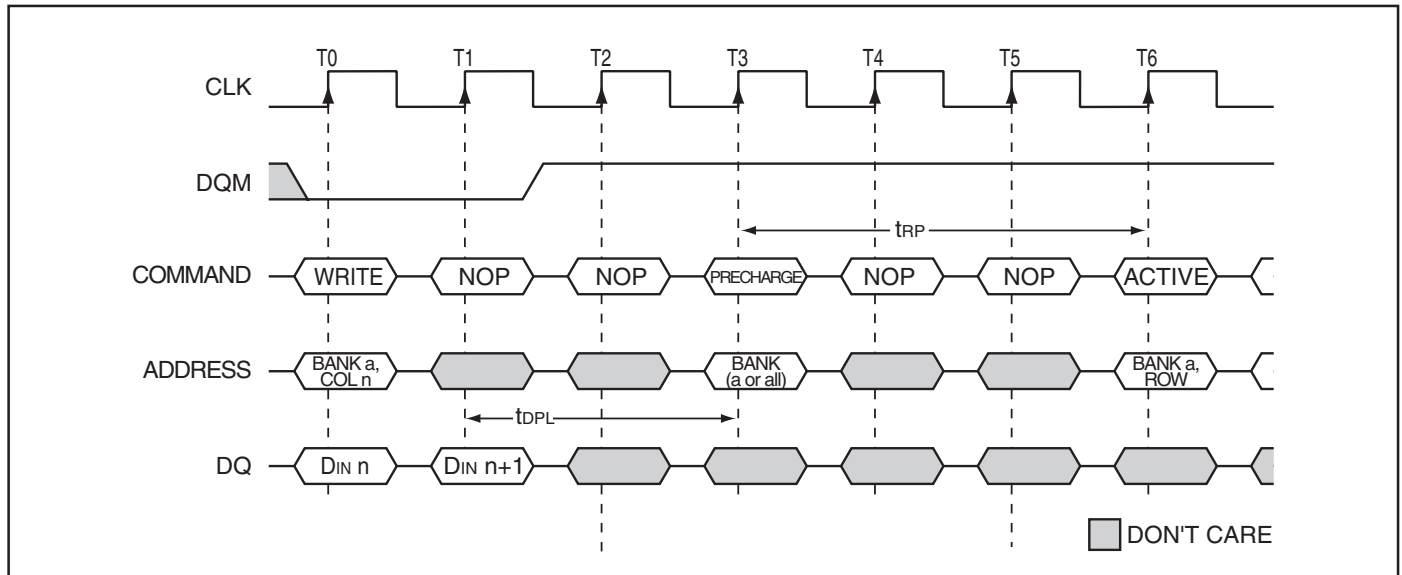 T0 T1 T2 T3 T4 T5 T6
CLK
DQM
tRP
COMMAND WRITE NOP NOP PRECHARGE NOP NOP ACTIVE
ADDRESS BANK a, COL n BANK (a or all) BANK a, ROW
tDPL
DQ DIN n DIN n+1
DON'T CARE